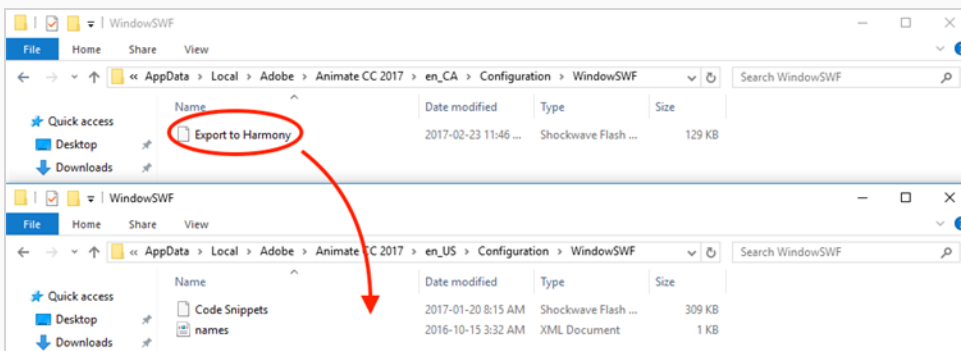 WindowSWF
File Home Share View
« AppData > Local > Adobe > Animate CC 2017 > en_CA > Configuration > WindowSWF Search WindowSWF
Name Date modified Type Size
Quick access
Export to Harmony 2017-02-23 11:46 ... Shockwave Flash ... 129 KB
Desktop
Downloads
WindowSWF
File Home Share View
« AppData > Local > Adobe > Animate CC 2017 > en_US > Configuration > WindowSWF Search WindowSWF
Name Date modified Type Size
Quick access
Code Snippets 2017-01-20 8:15 AM Shockwave Flash ... 309 KB
Desktop
names 2016-10-15 3:32 AM XML Document 1 KB
Downloads